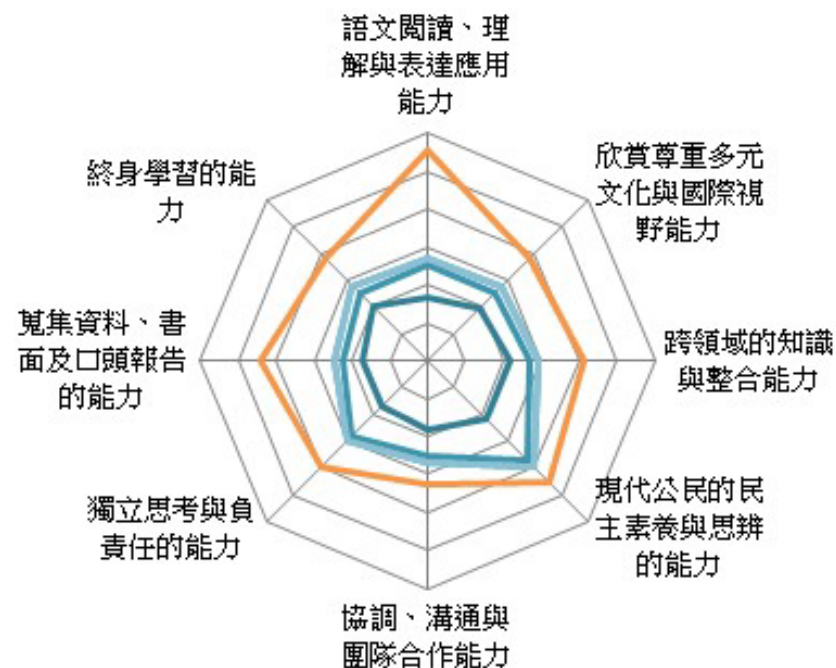 語文閱讀、理
解與表達應用
能力
欣賞尊重多元
文化與國際視
野能力
跨領域的知識
與整合能力
現代公民的民
主素養與思辨
的能力
協調、溝通與
團隊合作能力
獨立思考與負
責任的能力
蒐集資料、書
面及口頭報告
的能力
終身學習的能
力